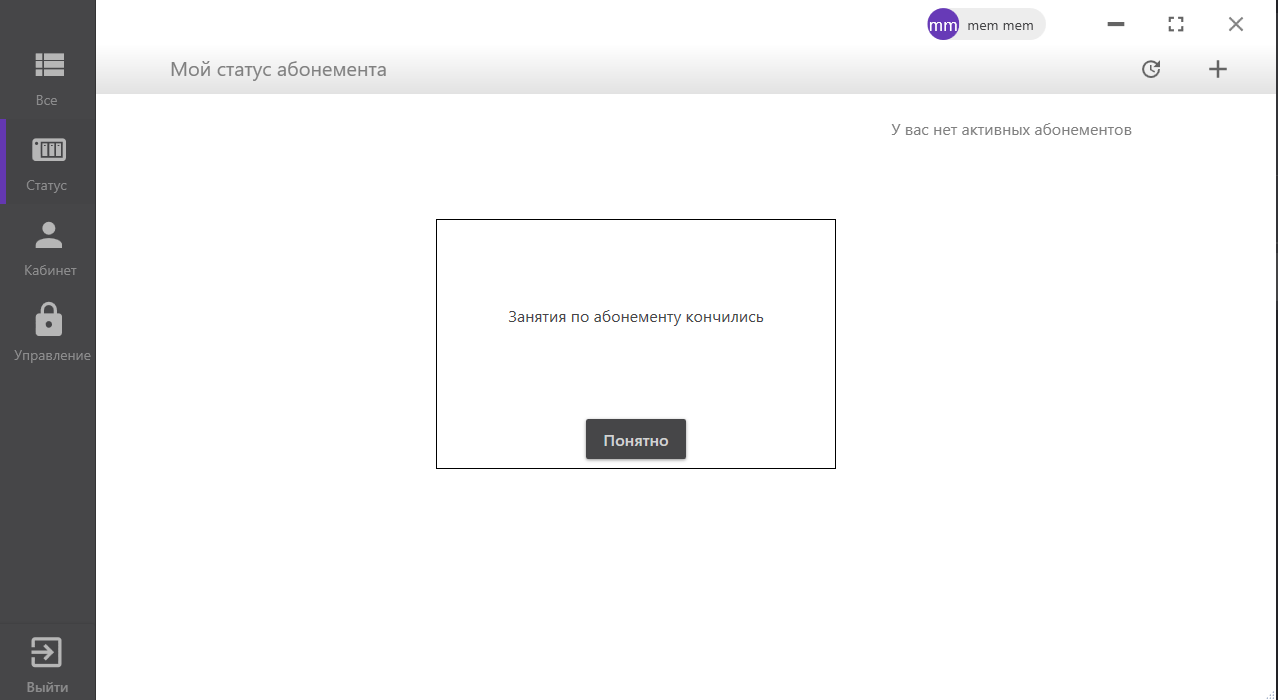 mm mem mem
Мой статус абонемента
Все
Статус
Кабинет
Управление
Выйти
У вас нет активных абонементов
Занятия по абонементу кончились
Понятно